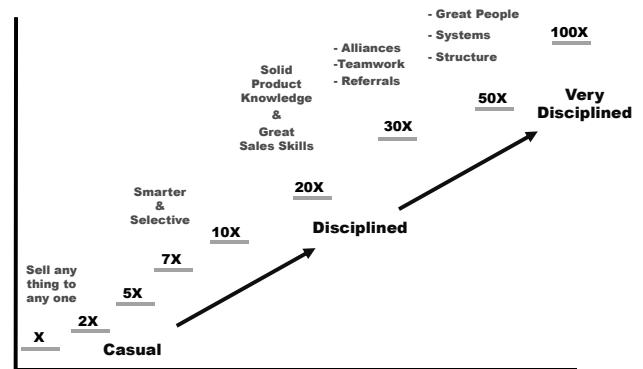 - Great People
- Systems
- Structure
100X
- Alliances
-Teamwork
- Referrals
Solid
Product
Knowledge
&
Great
Sales Skills
50X
Very
Disciplined
30X
20X
Smarter
&
Selective
10X
Disciplined
7X
Sell any
thing to
any one
5X
2X
X
Casual